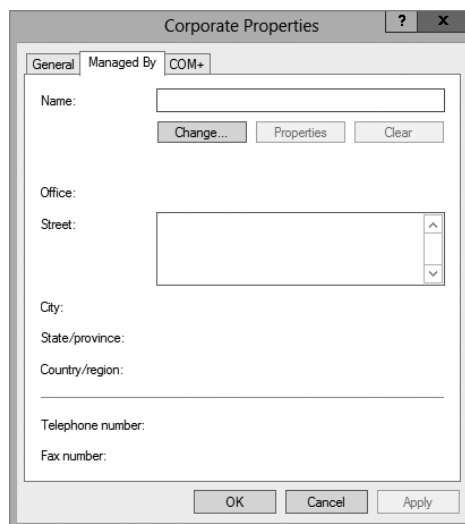 Corporate Properties ? x
General Managed By COM+
Name:
Change... Properties Clear
Office:
Street:
City:
State/province:
Country/region:
Telephone number:
Fax number:
OK Cancel Apply